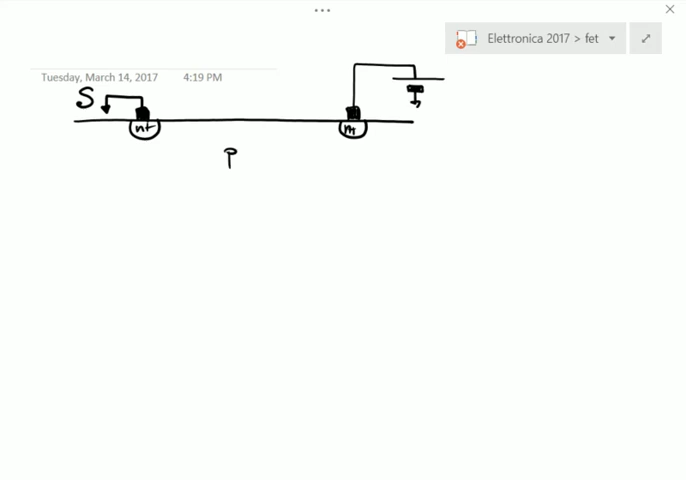 Elettronica 2017 > fet
Tuesday, March 14, 2017 4:19 PM
S
n+
P